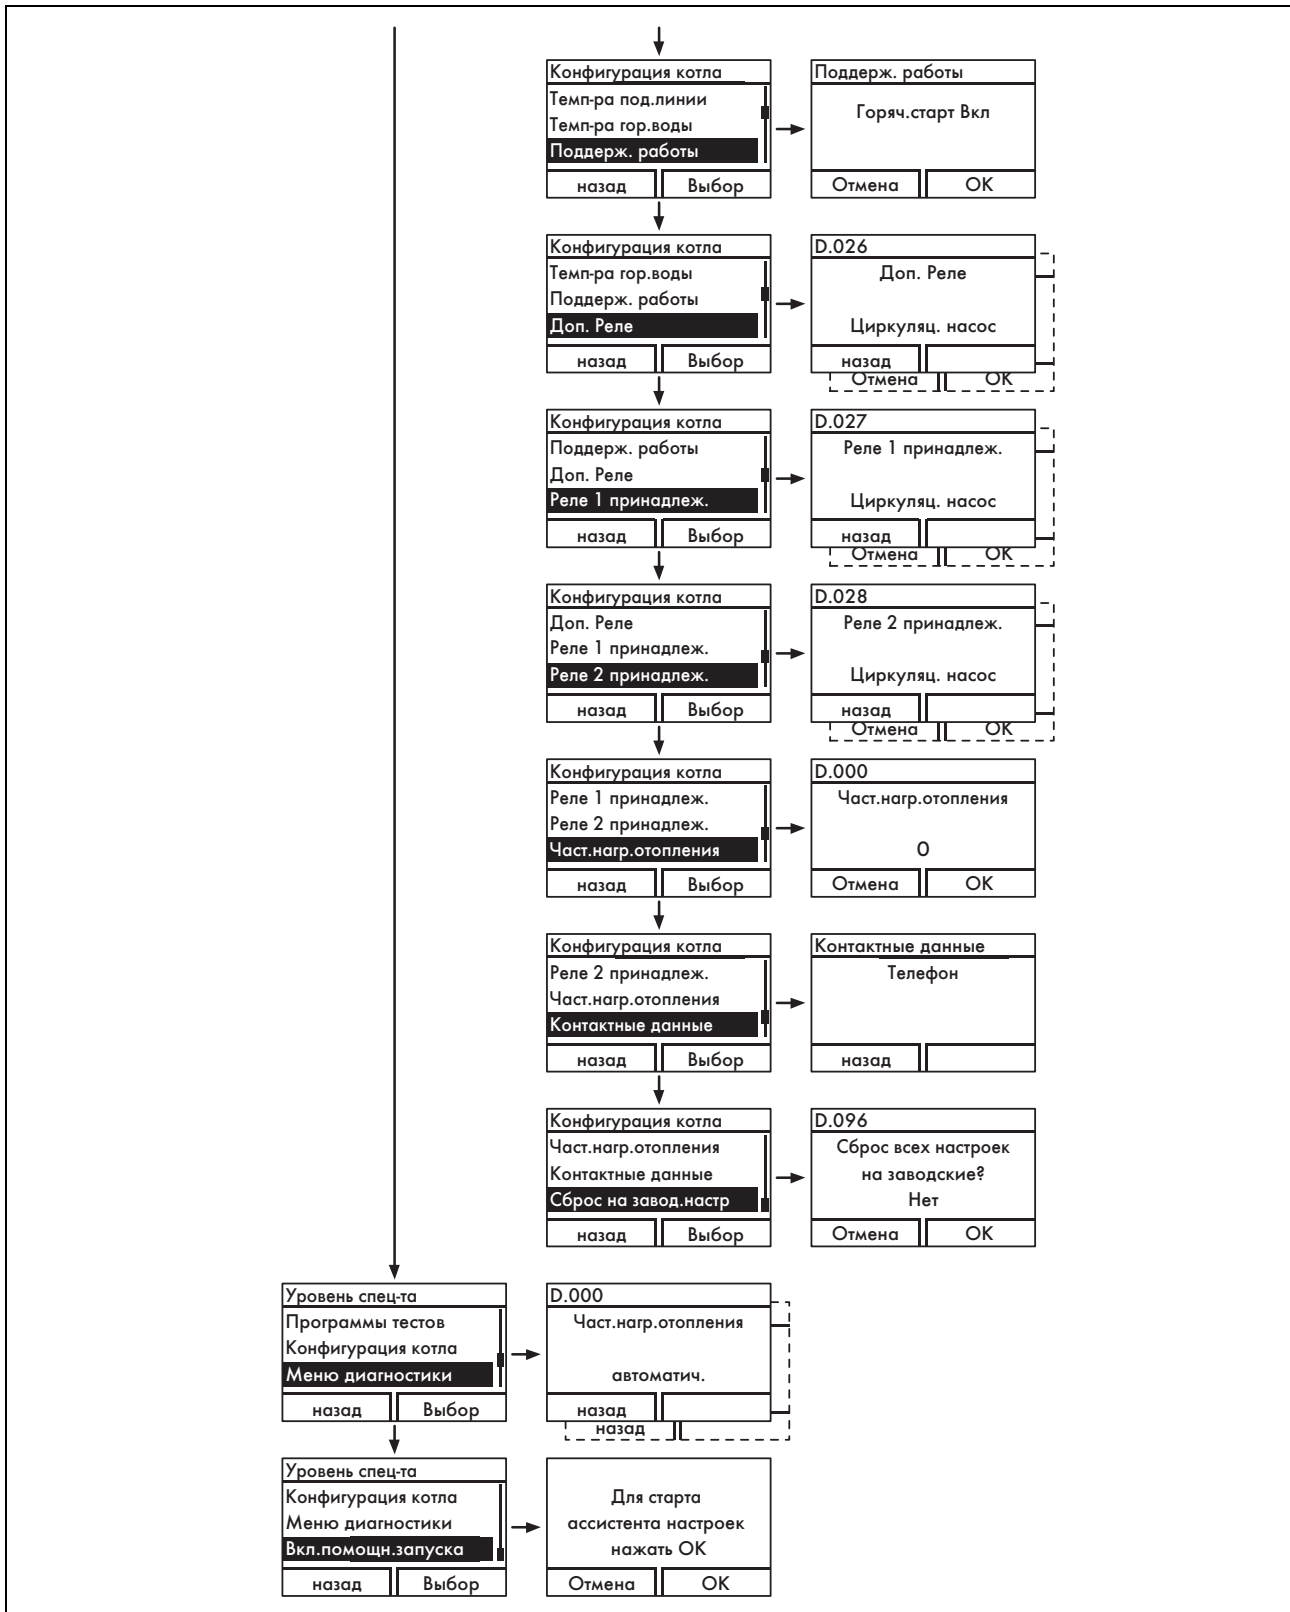 Конфигурация котла
Темп-ра под.линии
Темп-ра гор.воды
Поддерж. работы
назад Выбор
Поддерж. работы
Горяч.старт Вкл
Отмена OK
Конфигурация котла
Темп-ра гор.воды
Поддерж. работы
Доп. Реле
назад Выбор
D.026
Доп. Реле
Циркуляц. насос
назад
Отмена OK
Конфигурация котла
Поддерж. работы
Доп. Реле
Реле 1 принадлеж.
назад Выбор
D.027
Реле 1 принадлеж.
Циркуляц. насос
назад
Отмена OK
Конфигурация котла
Доп. Реле
Реле 1 принадлеж.
Реле 2 принадлеж.
назад Выбор
D.028
Реле 2 принадлеж.
Циркуляц. насос
назад
Отмена OK
Конфигурация котла
Реле 1 принадлеж.
Реле 2 принадлеж.
Част.нагр.отопления
назад Выбор
D.000
Част.нагр.отопления
0
Отмена OK
Конфигурация котла
Реле 2 принадлеж.
Част.нагр.отопления
Контактные данные
назад Выбор
Контактные данные
Телефон
назад
Конфигурация котла
Част.нагр.отопления
Контактные данные
Сброс на завод.настр
назад Выбор
D.096
Сброс всех настроек
на заводские?
Нет
Отмена OK
Уровень спец-та
Программы тестов
Конфигурация котла
Меню диагностики
назад Выбор
D.000
Част.нагр.отопления
автоматич.
назад
назад
Уровень спец-та
Конфигурация котла
Меню диагностики
Вкл.помощн.запуска
назад Выбор
Для старта
ассистента настроек
нажать OK
Отмена OK